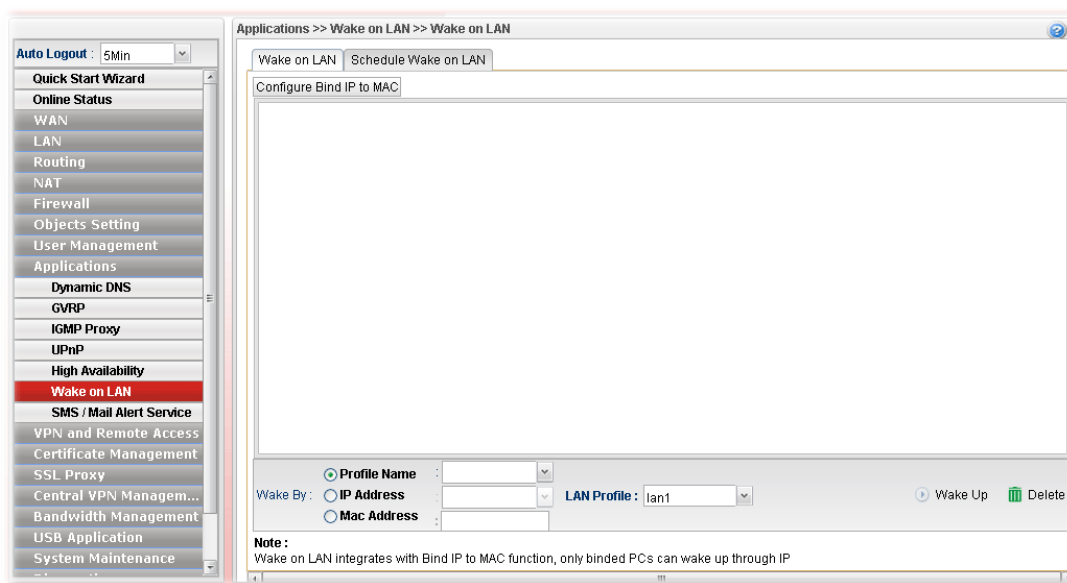 Applications >> Wake on LAN >> Wake on LAN
Auto Logout : 5Min
Quick Start Wizard
Online Status
WAN
LAN
Routing
NAT
Firewall
Objects Setting
User Management
Applications
Dynamic DNS
GVRP
IGMP Proxy
UPnP
High Availability
Wake on LAN
SMS / Mail Alert Service
VPN and Remote Access
Certificate Management
SSL Proxy
Central VPN Managem...
Bandwidth Management
USB Application
System Maintenance
Wake on LAN
Schedule Wake on LAN
Configure Bind IP to MAC
Wake By :
Profile Name :
IP Address :
Mac Address :
LAN Profile : lan1
Wake Up
Delete
Note :
Wake on LAN integrates with Bind IP to MAC function, only binded PCs can wake up through IP